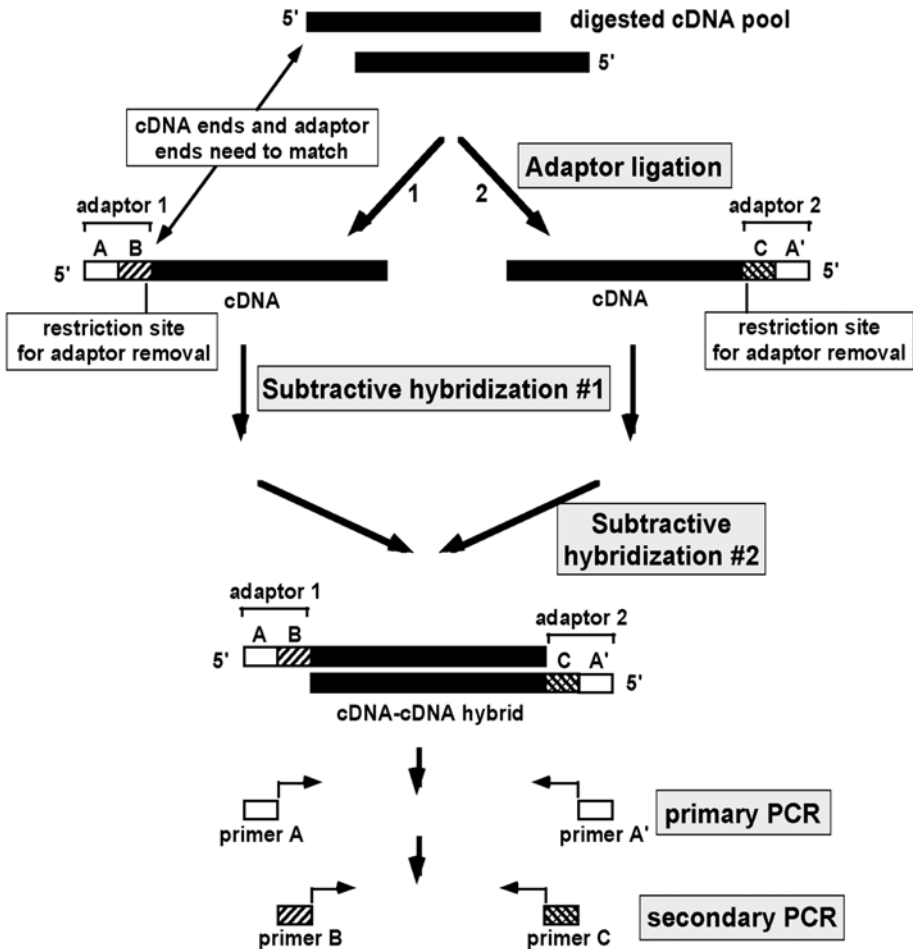 5' digested cDNA pool
5'
cDNA ends and adaptor
ends need to match
Adaptor ligation
1 2
adaptor 1
adaptor 2
A B
C A'
5'
5'
cDNA
cDNA
restriction site
for adaptor removal
restriction site
for adaptor removal
Subtractive hybridization #1
Subtractive
hybridization #2
adaptor 1
adaptor 2
A B
C A'
5'
5'
cDNA-cDNA hybrid
primer A
primer A'
primary PCR
primer B
primer C
secondary PCR